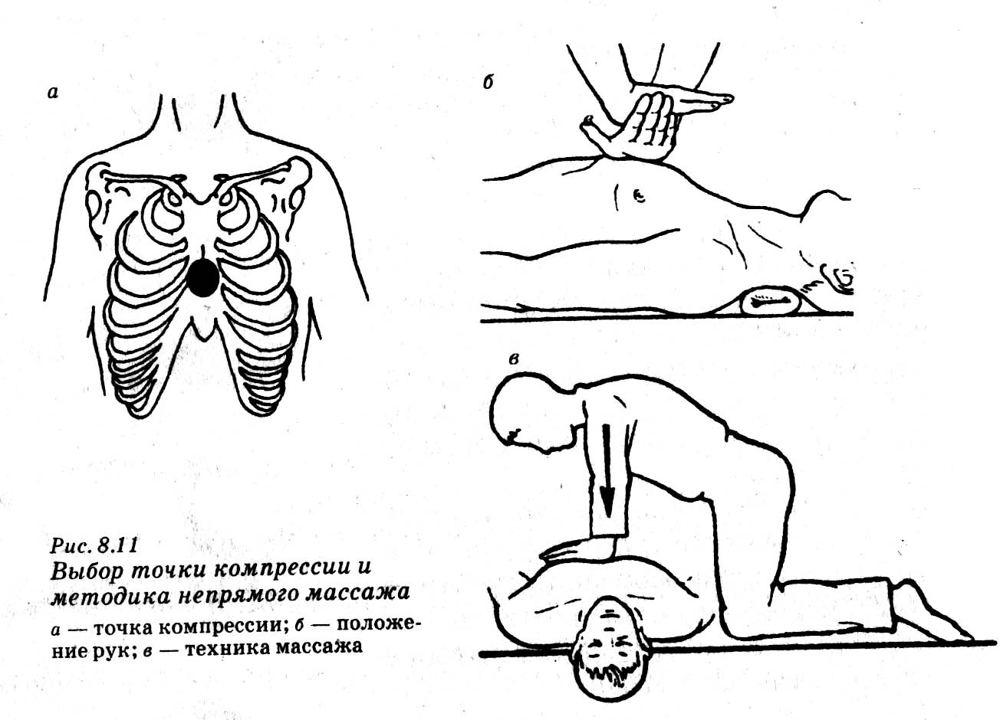 а
б
в
Рис. 8.11
Выбор точки компрессии и
методика непрямого массажа
а — точка компрессии; б — положе-
ние рук; в — техника массажа